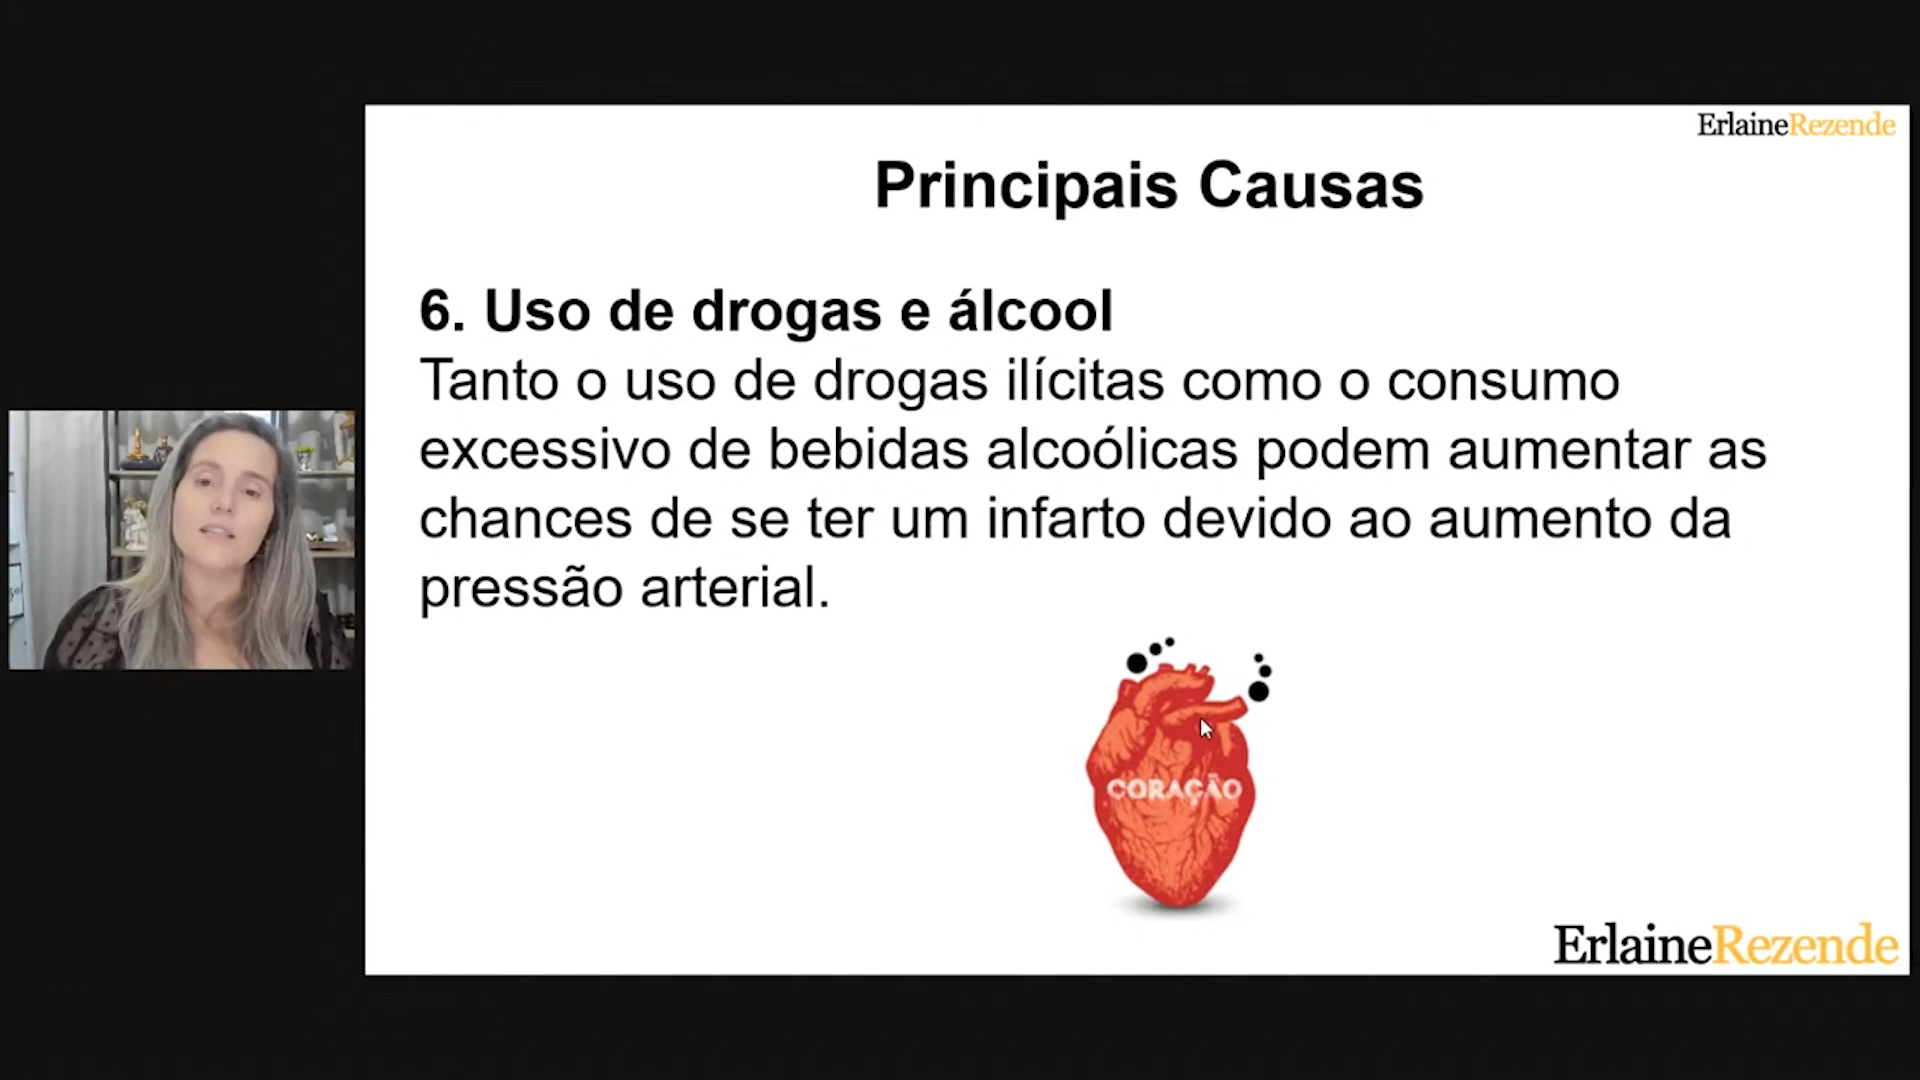 ErlaineRezende
Principais Causas
6. Uso de drogas e álcool
Tanto o uso de drogas ilícitas como o consumo
excessivo de bebidas alcoólicas podem aumentar as
chances de se ter um infarto devido ao aumento da
pressão arterial.
CORAÇÃO
ErlaineRezende